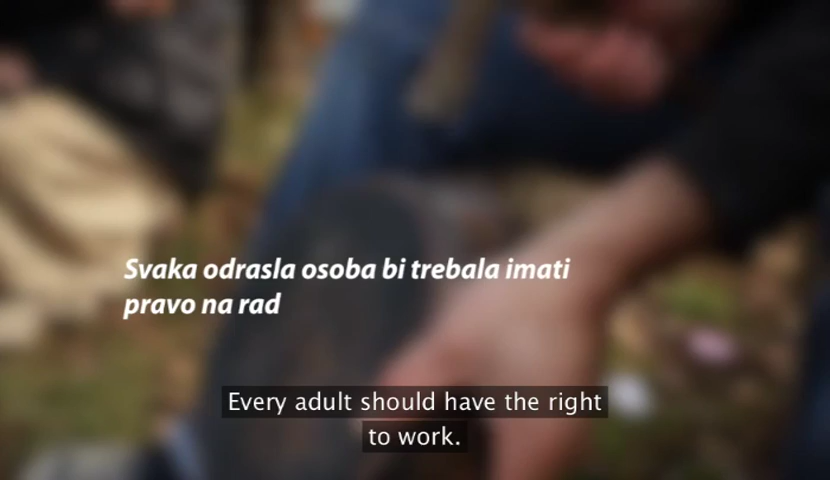 Svaka odrasla osoba bi trebala imati
pravo na rad
Every adult should have the right
to work.